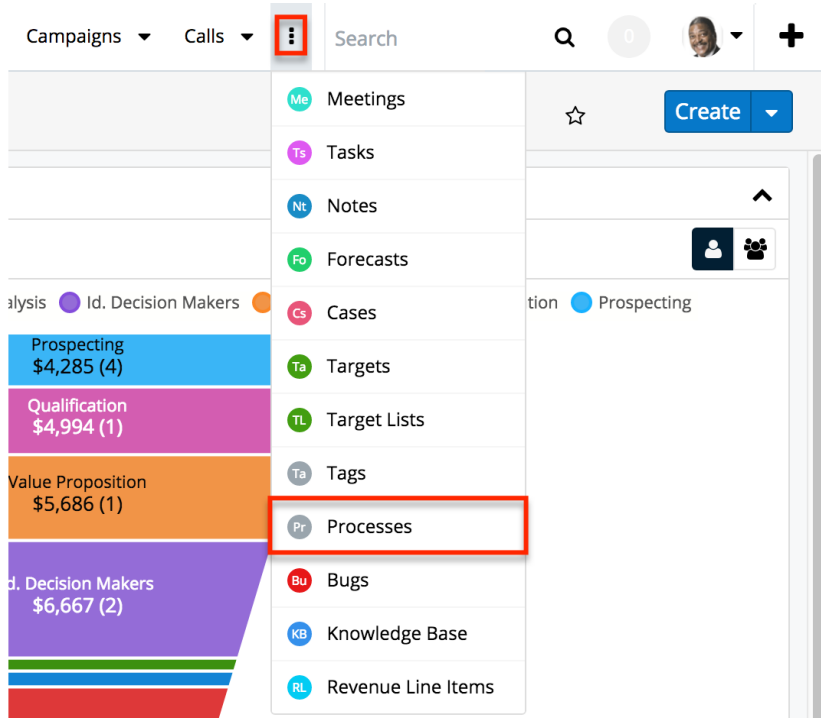 Campaigns Calls Search 0
Me Meetings
Create
Ts Tasks
Nt Notes
Fo Forecasts
alysis Id. Decision Makers tion Prospecting
Cs Cases
Prospecting
$4,285 (4)
Ta Targets
Qualification
$4,994 (1)
TL Target Lists
Value Proposition
$5,686 (1)
Ta Tags
Pr Processes
d. Decision Makers
$6,667 (2)
Bu Bugs
KB Knowledge Base
RL Revenue Line Items